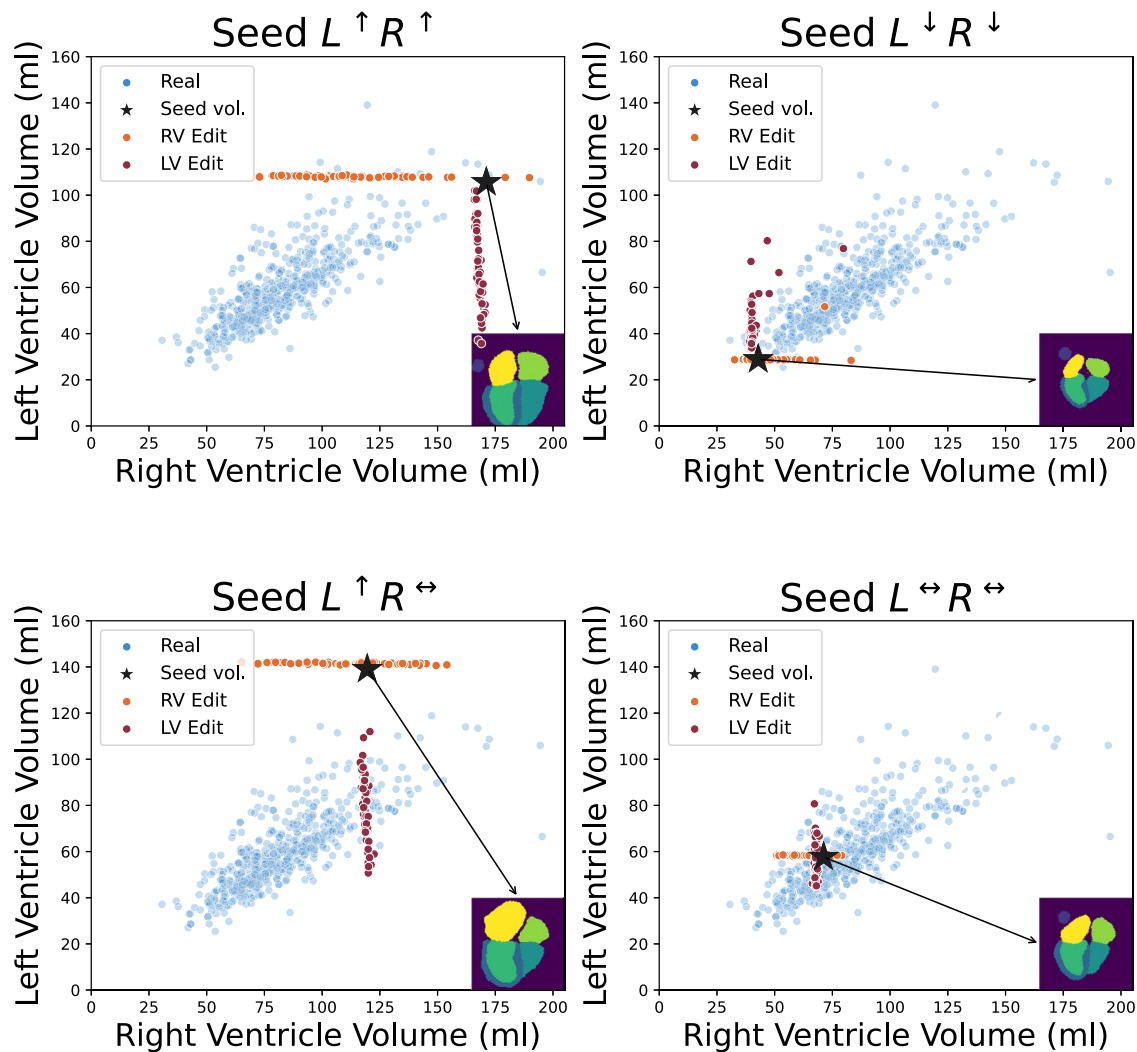 Seed L ↑ R ↑
Left Ventricle Volume (ml)
160
140
120
100
80
60
40
20
0
Real
Seed vol.
RV Edit
LV Edit
0 25 50 75 100 125 150 175 200
Right Ventricle Volume (ml)
Seed L ↓ R ↓
Left Ventricle Volume (ml)
160
140
120
100
80
60
40
20
0
Real
Seed vol.
RV Edit
LV Edit
0 25 50 75 100 125 150 175 200
Right Ventricle Volume (ml)
Seed L ↑ R ↔
Left Ventricle Volume (ml)
160
140
120
100
80
60
40
20
0
Real
Seed vol.
RV Edit
LV Edit
0 25 50 75 100 125 150 175 200
Right Ventricle Volume (ml)
Seed L ↔ R ↔
Left Ventricle Volume (ml)
160
140
120
100
80
60
40
20
0
Real
Seed vol.
RV Edit
LV Edit
0 25 50 75 100 125 150 175 200
Right Ventricle Volume (ml)